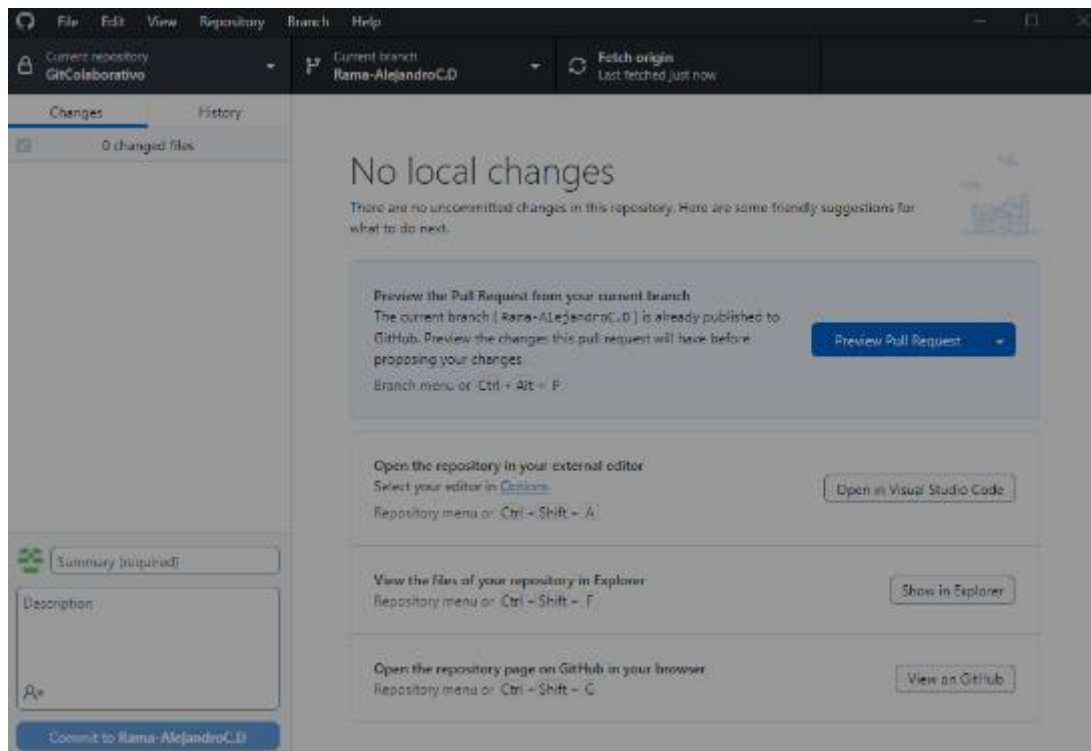 File Edit View Repository Branch Help
Current repository
GitColaborativo
Current branch
Rama-AlejandroC.D
Fetch origin
Last fetched just now
Changes History
0 changed files
No local changes
There are no uncommitted changes in this repository. Here are some friendly suggestions for
what to do next.
Preview the Pull Request from your current branch
The current branch (Rama-AlejandroC.D) is already published to
GitHub. Preview the changes this pull request will have before
proposing your changes.
Branch menu or Ctrl + Alt + P
Preview Pull Request
Open the repository in your external editor
Select your editor in Options
Repository menu or Ctrl + Shift + A
Open in Visual Studio Code
View the files of your repository in Explorer
Repository menu or Ctrl + Shift + F
Show in Explorer
Open the repository page on GitHub in your browser
Repository menu or Ctrl + Shift + G
View on GitHub
Summary (required)
Description
Commit to Rama-AlejandroC.D